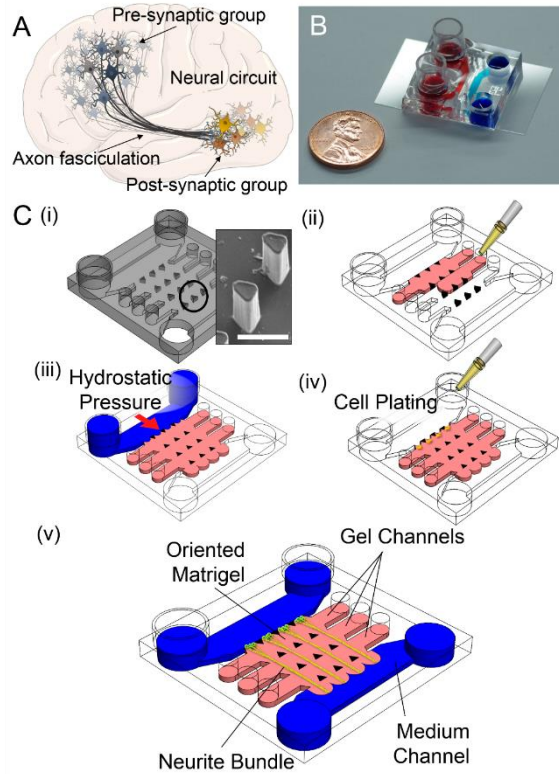 A
Pre-synaptic group
Neural circuit
Axon fasciculation
Post-synaptic group
B
C (i)
(ii)
(iii)
Hydrostatic
Pressure
(iv)
Cell Plating
(v)
Oriented
Matrigel
Gel Channels
Neurite Bundle
Medium
Channel